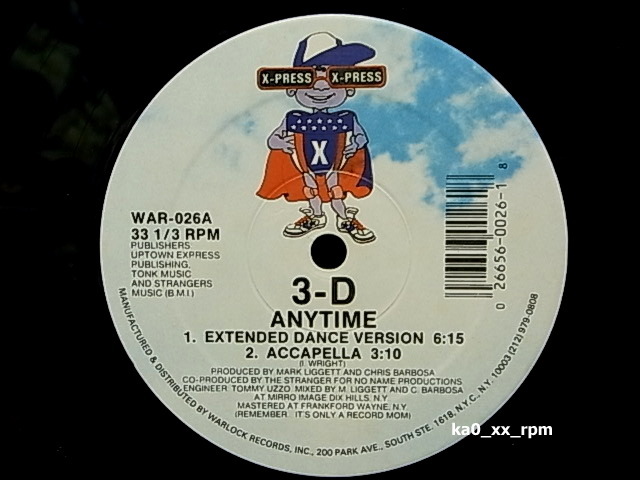 X-PRESS X-PRESS
X
WAR-026A
33 1/3 RPM
PUBLISHERS
UPTOWN EXPRESS
PUBLISHING,
TONK MUSIC
AND STRANGERS
MUSIC (B.M.I.)
0 26656-0026-1 8
3-D
ANYTIME
1. EXTENDED DANCE VERSION 6:15
2. ACCAPELLA 3:10
(I. WRIGHT)
PRODUCED BY MARK LIGGETT AND CHRIS BARBOSA
CO-PRODUCED BY THE STRANGER FOR NO NAME PRODUCTIONS
ENGINEER: TOMMY UZZO: MIXED BY M. LIGGETT AND C. BARBOSA
AT MIRRO IMAGE DIX HILLS, N.Y.
MASTERED AT FRANKFORD WAYNE, N.Y.
(REMEMBER...IT'S ONLY A RECORD MOM)
MANUFACTURED & DISTRIBUTED BY WARLOCK RECORDS, INC., 200 PARK AVE., SOUTH STE. 1618, N.Y.C., N.Y. 10003 (212) 979-0808
ka0_xx_rpm